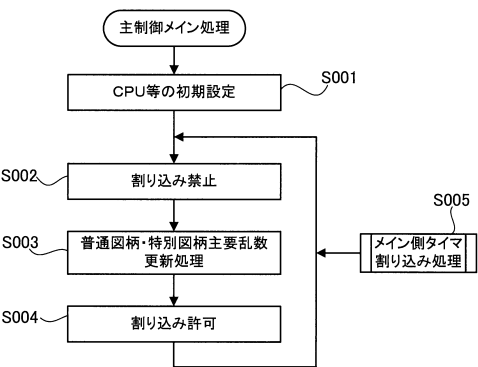 主制御メイン処理
S001
CPU等の初期設定
S002
割り込み禁止
S005
S003
普通図柄・特別図柄主要乱数
更新処理
メイン側タイマ
割り込み処理
S004
割り込み許可